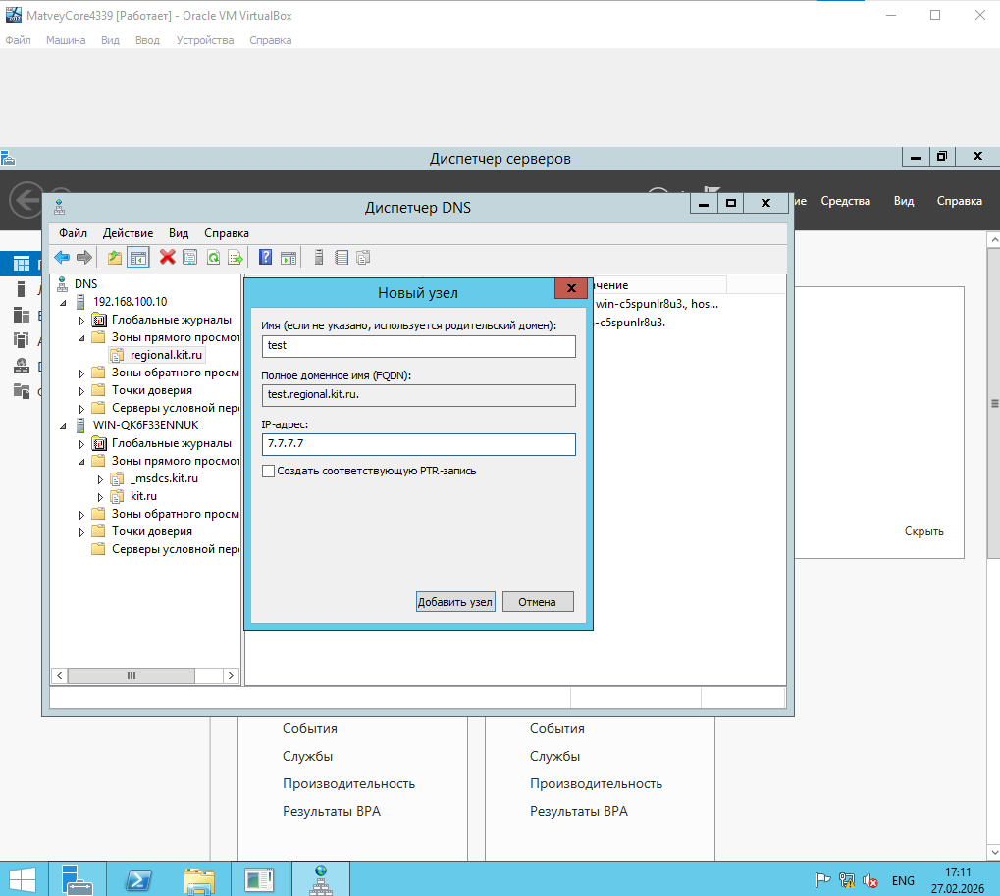 MatveyCore4339 [Работает] - Oracle VM VirtualBox
Файл Машина Вид Ввод Устройства Справка
Диспетчер серверов
ие Средства Вид Справка
Диспетчер DNS
Файл Действие Вид Справка
DNS
192.168.100.10
Глобальные журналы
Зоны прямого просмот
regional.kit.ru
Зоны обратного просм
Точки доверия
Серверы условной пер
WIN-QK6F33ENNUK
Глобальные журналы
Зоны прямого просмот
_msdcs.kit.ru
kit.ru
Зоны обратного просм
Точки доверия
Серверы условной пер
ачение
win-c5spunlr8u3., hos...
-c5spunlr8u3.
Новый узел
Имя (если не указано, используется родительский домен):
test
Полное доменное имя (FQDN):
test.regional.kit.ru.
IP-адрес:
7.7.7.7
Создать соответствующую PTR-запись
Добавить узел Отмена
Скрыть
События
Службы
Производительность
Результаты BPA
События
Службы
Производительность
Результаты BPA
ENG
17:11
27.02.2026